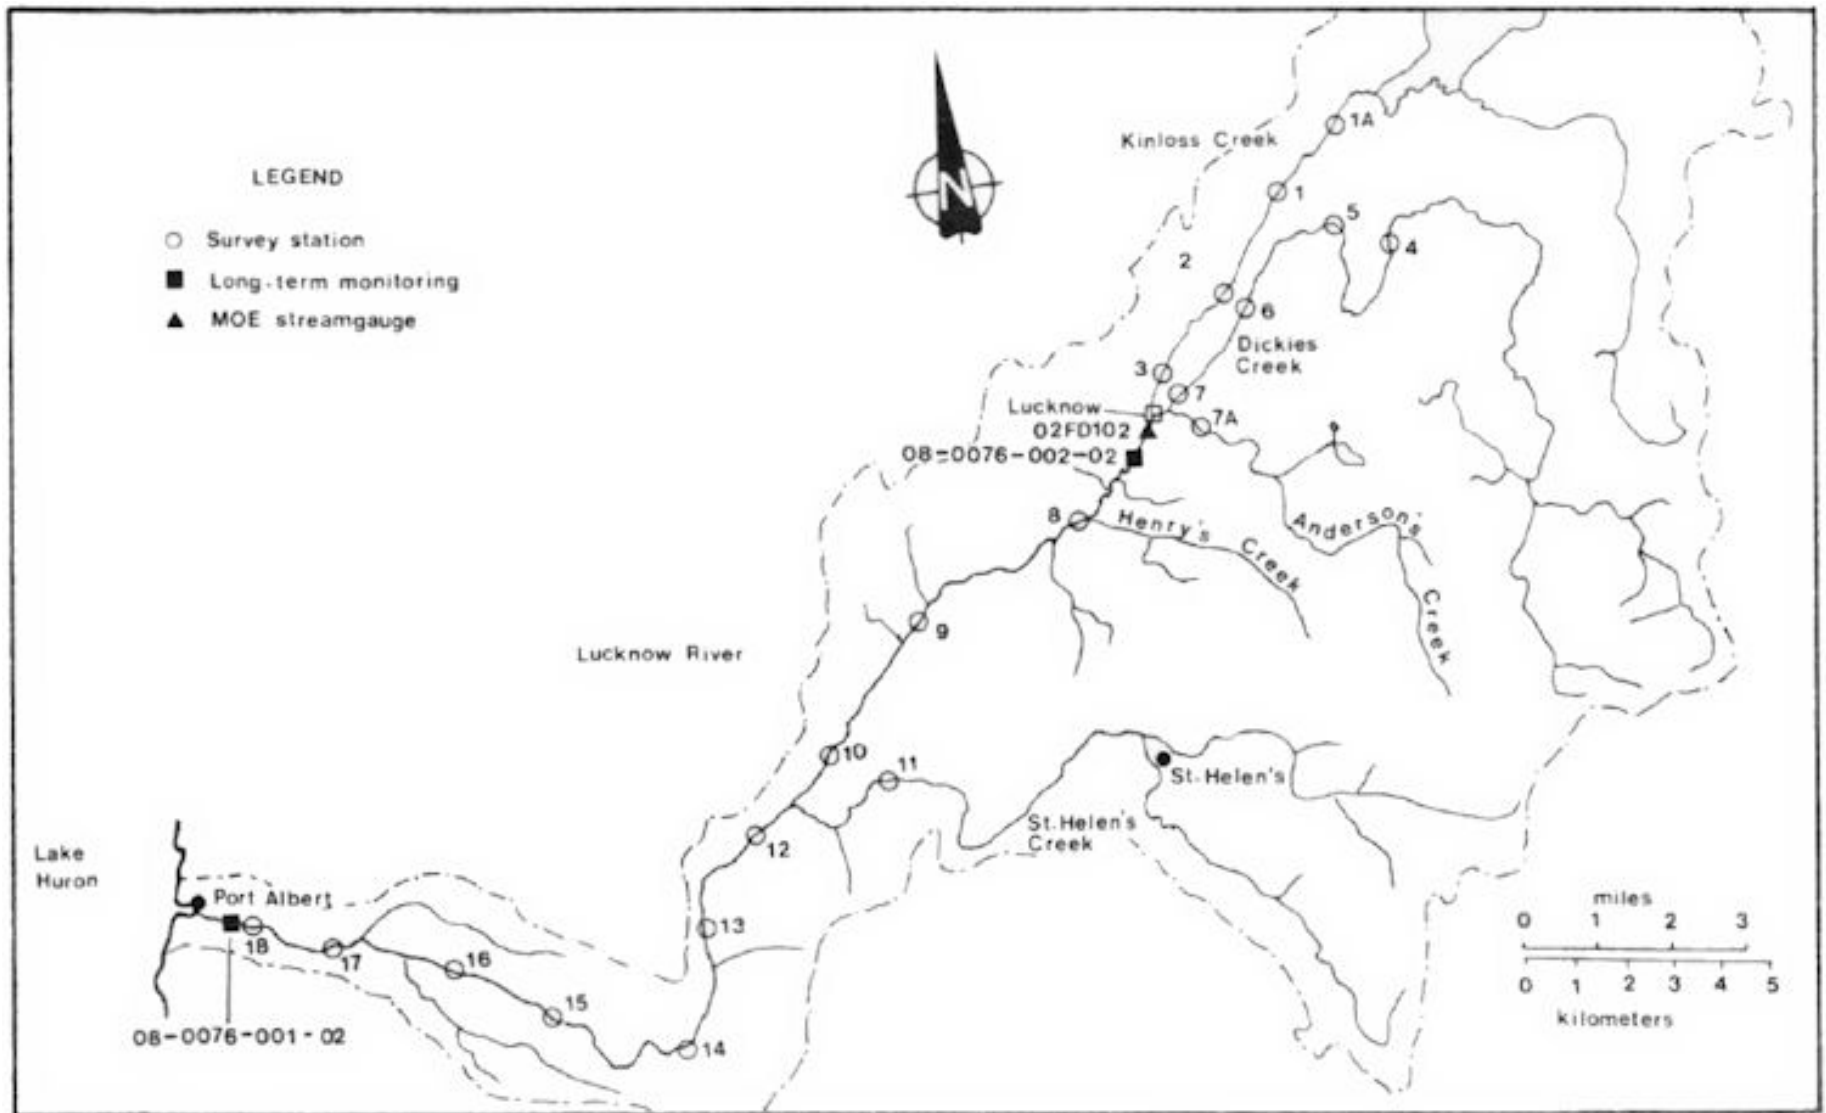 LEGEND
Survey station
Long-term monitoring
MOE streamgauge
N
Kinloss Creek
1A
1
5
4
2
6
Dickies
Creek
3
7
Lucknow
7A
02FD102
08-0076-002-02
8
Henry's Creek
Anderson's Creek
9
Lucknow River
10
11
St. Helen's
St. Helen's
Creek
12
Lake
Huron
Port Albert
13
18
17
16
15
14
08-0076-001-02
miles
0 1 2 3
0 1 2 3 4 5
kilometers